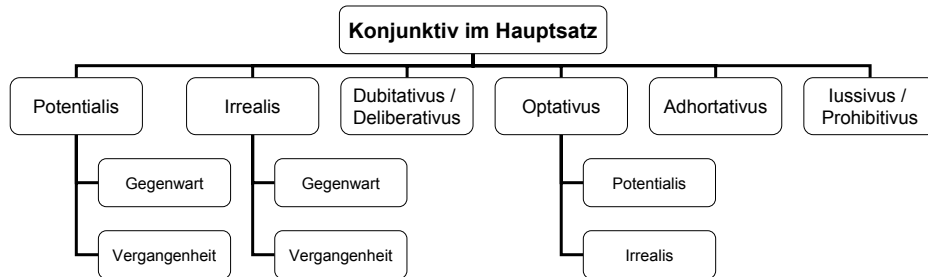 Konjunktiv im Hauptsatz
Potentialis
Irrealis
Dubitativus /
Deliberativus
Optativus
Adhortativus
Iussivus /
Prohibitivus
Gegenwart
Gegenwart
Potentialis
Vergangenheit
Vergangenheit
Irrealis